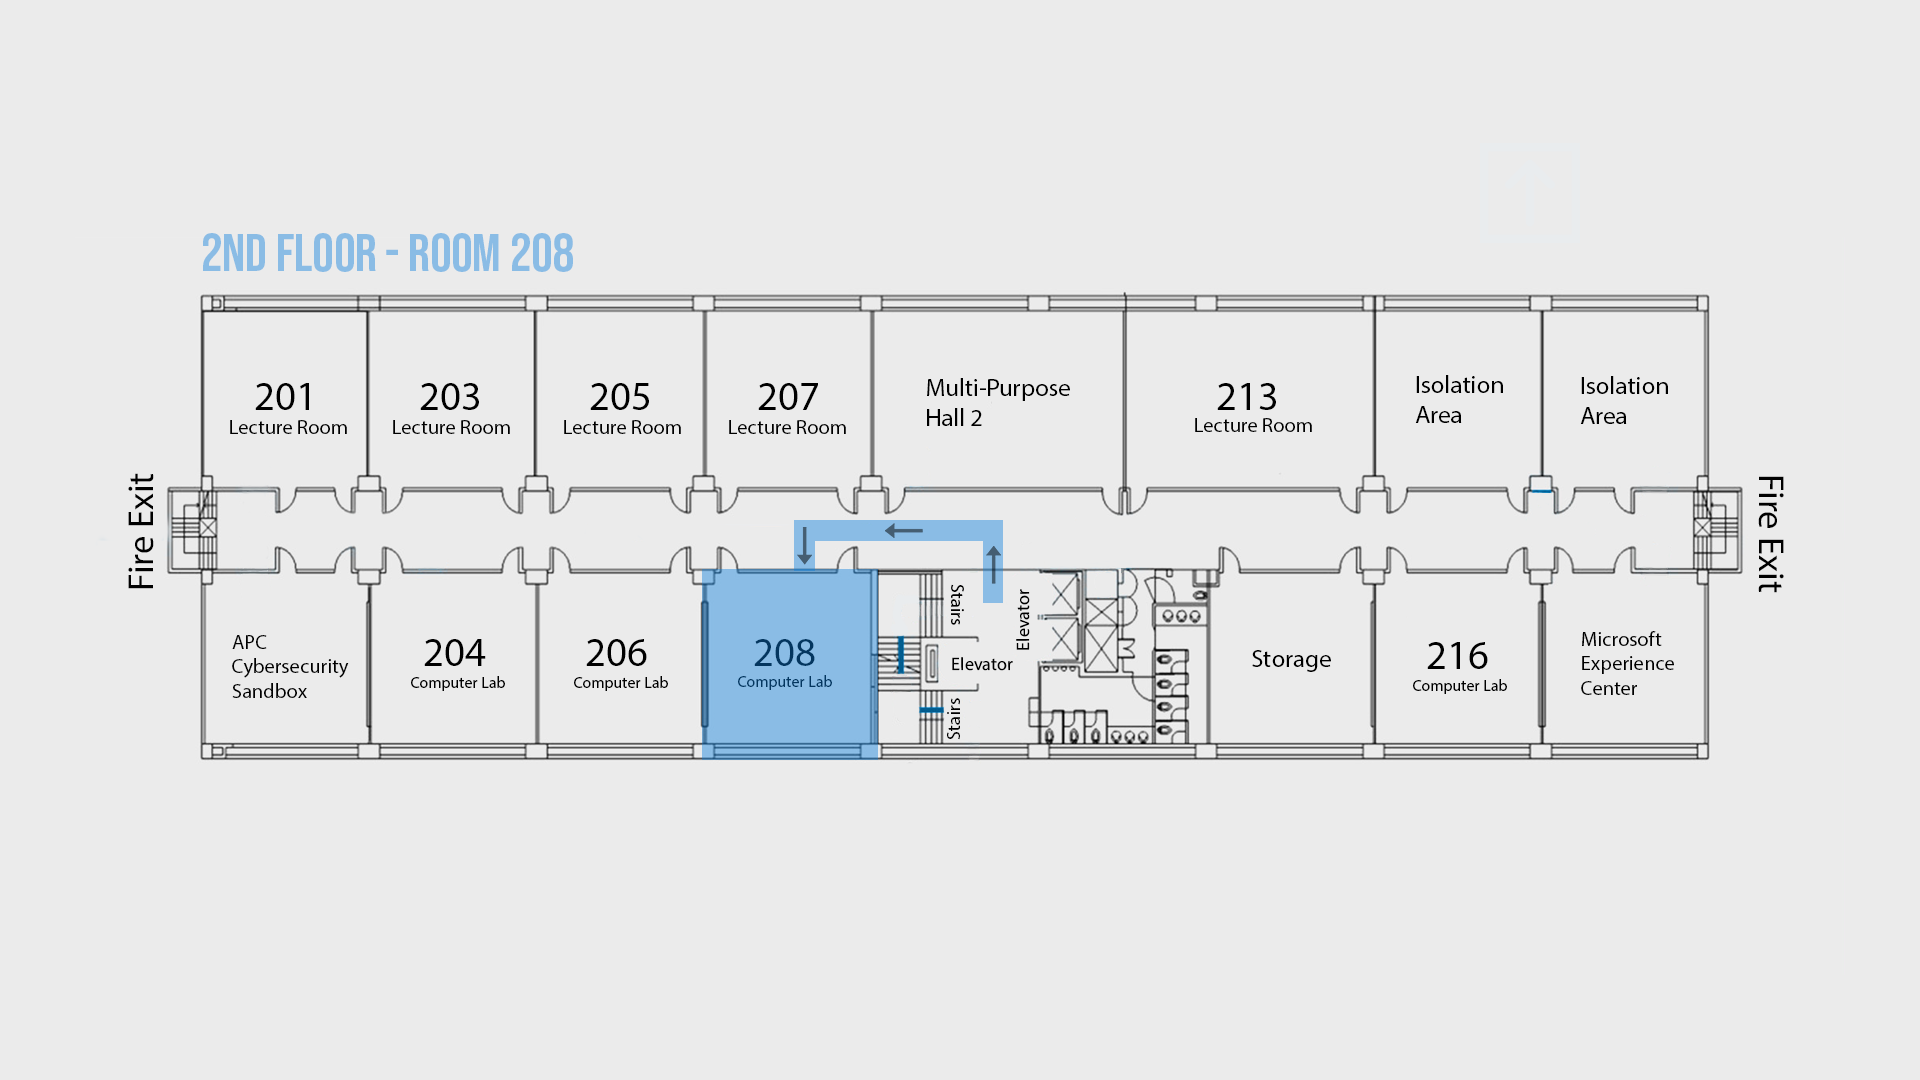 2ND FLOOR - ROOM 208
201
Lecture Room
203
Lecture Room
205
Lecture Room
207
Lecture Room
Multi-Purpose
Hall 2
213
Lecture Room
Isolation
Area
Isolation
Area
Fire Exit
Fire Exit
APC
Cybersecurity
Sandbox
204
Computer Lab
206
Computer Lab
208
Computer Lab
Stairs
Elevator
Elevator
Stairs
Storage
216
Computer Lab
Microsoft
Experience
Center